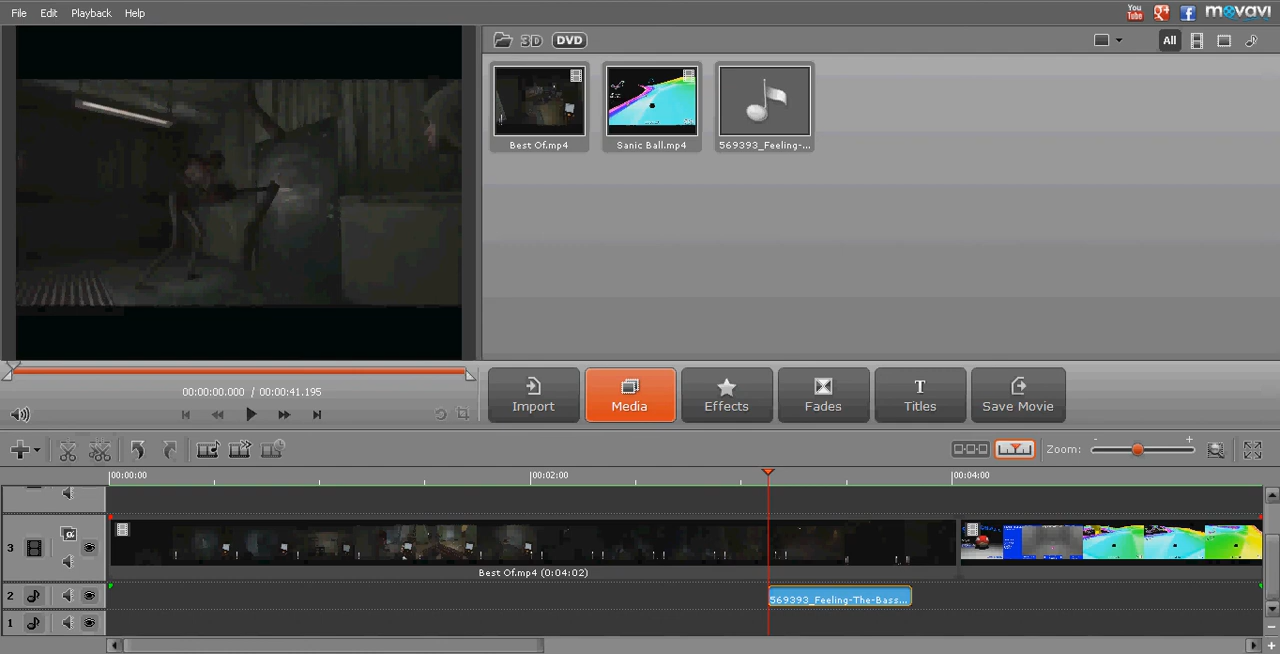 File Edit Playback Help
You Tube g+ f movavi
3D DVD
All
Best Of.mp4 Sanic Ball.mp4 569393_Feeling-...
00:00:00.000 / 00:00:41.195
Import Media Effects Fades Titles Save Movie
Zoom: - +
00:00:00 00:02:00 00:04:00
3
Best Of.mp4 (0:04:02)
2
569393_Feeling-The-Bass...
1